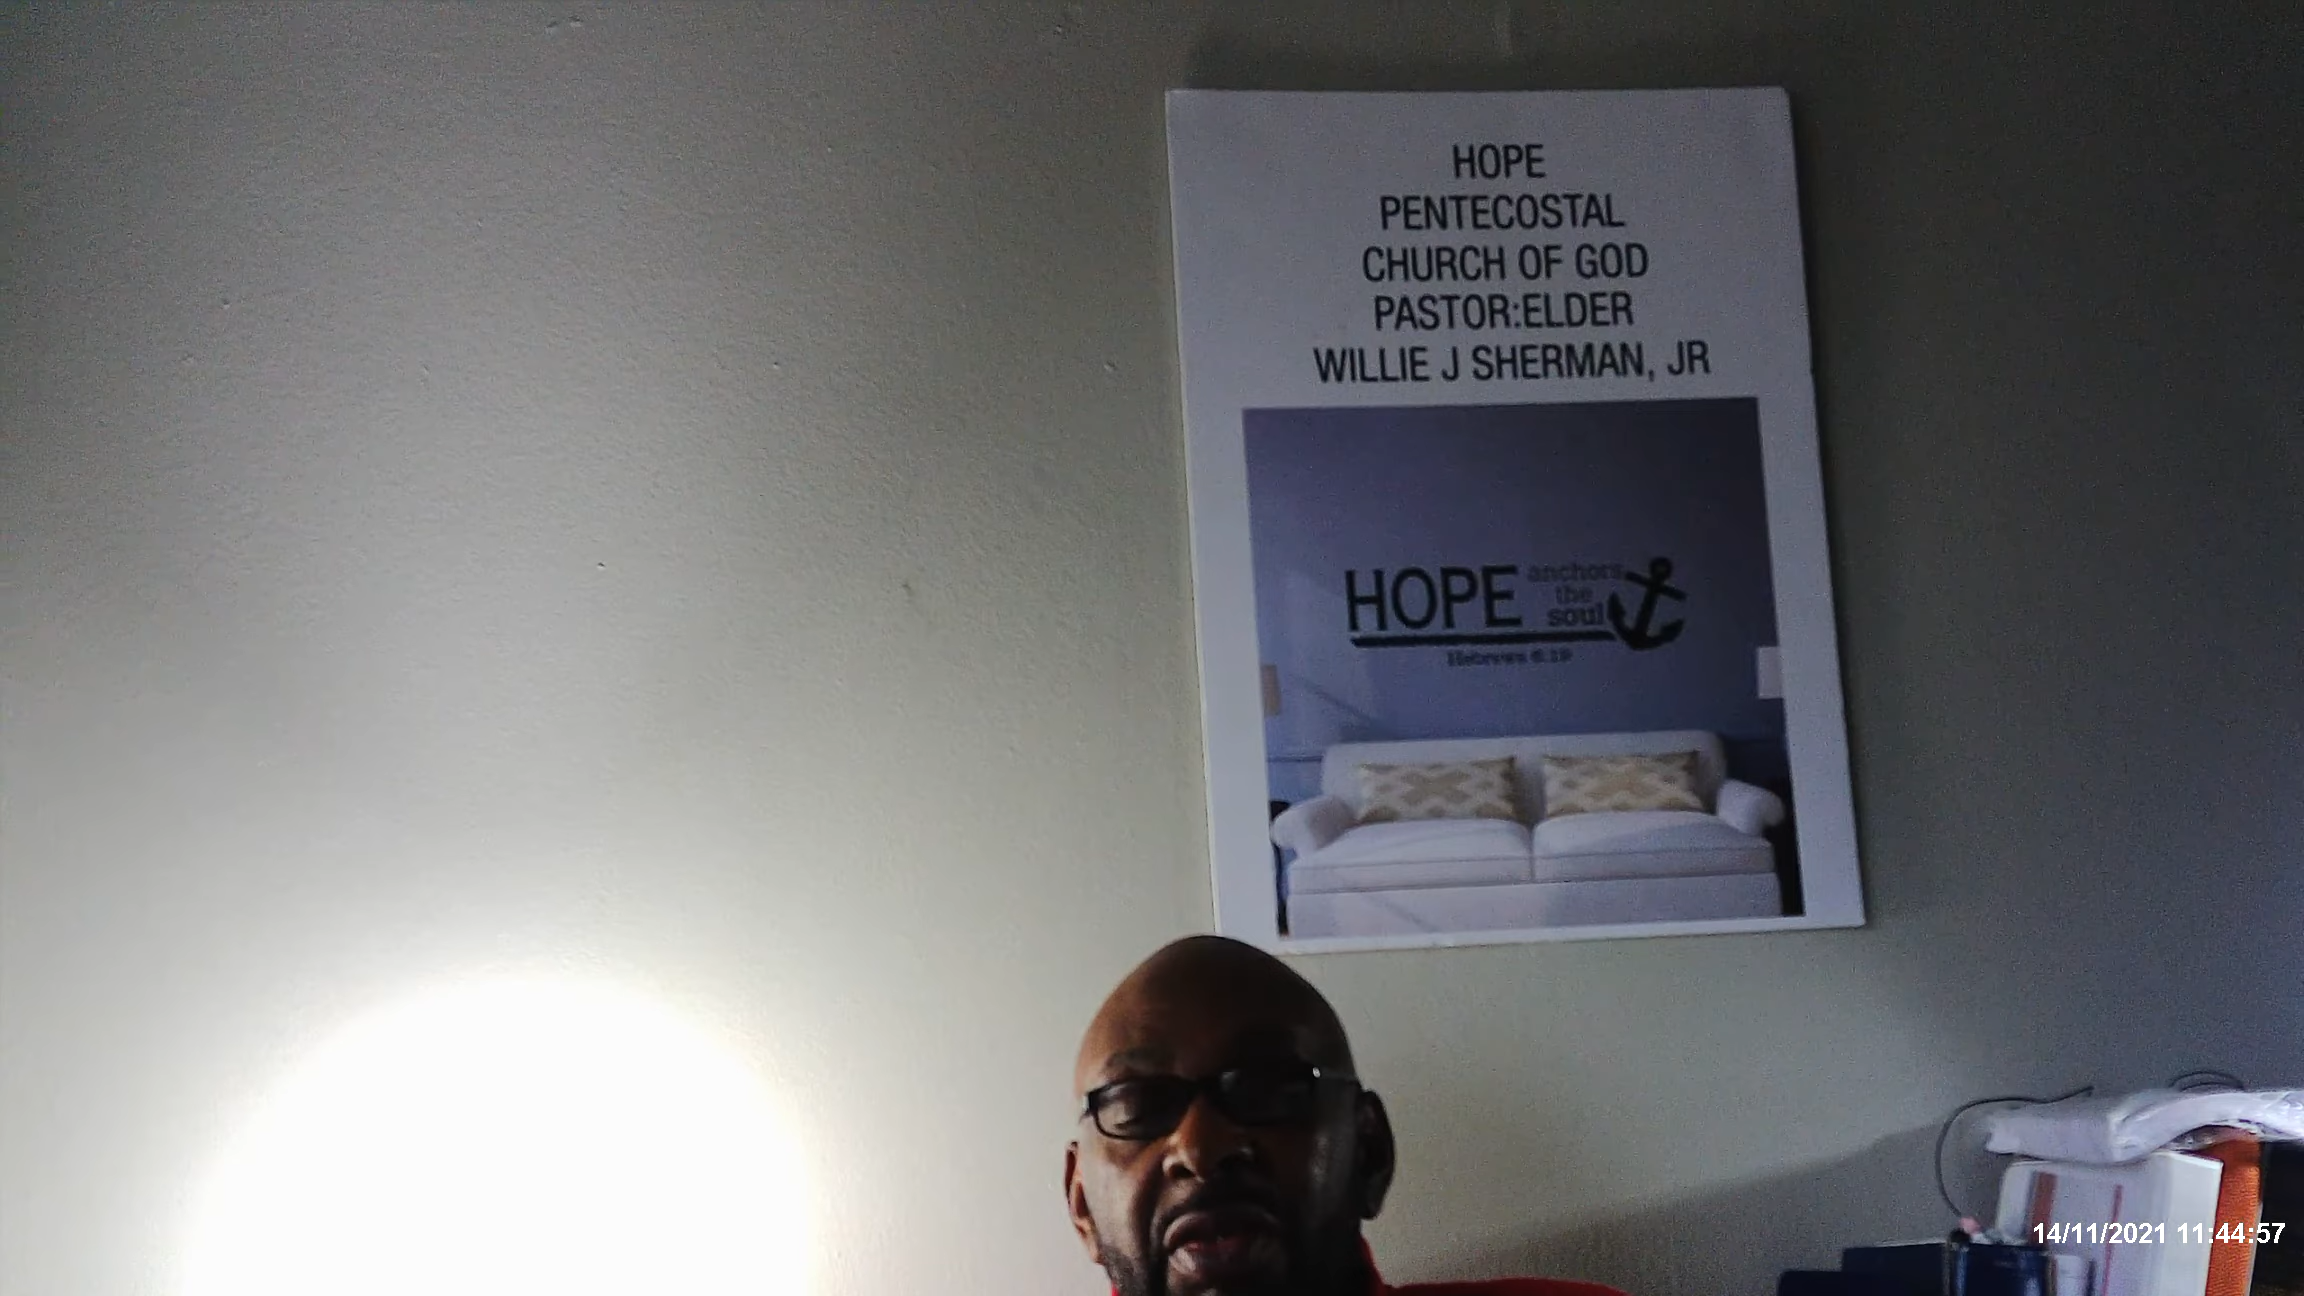 HOPE
PENTECOSTAL
CHURCH OF GOD
PASTOR:ELDER
WILLIE J SHERMAN, JR
HOPE anchors
the
soul
Hebrews 6:19
14/11/2021 11:44:57